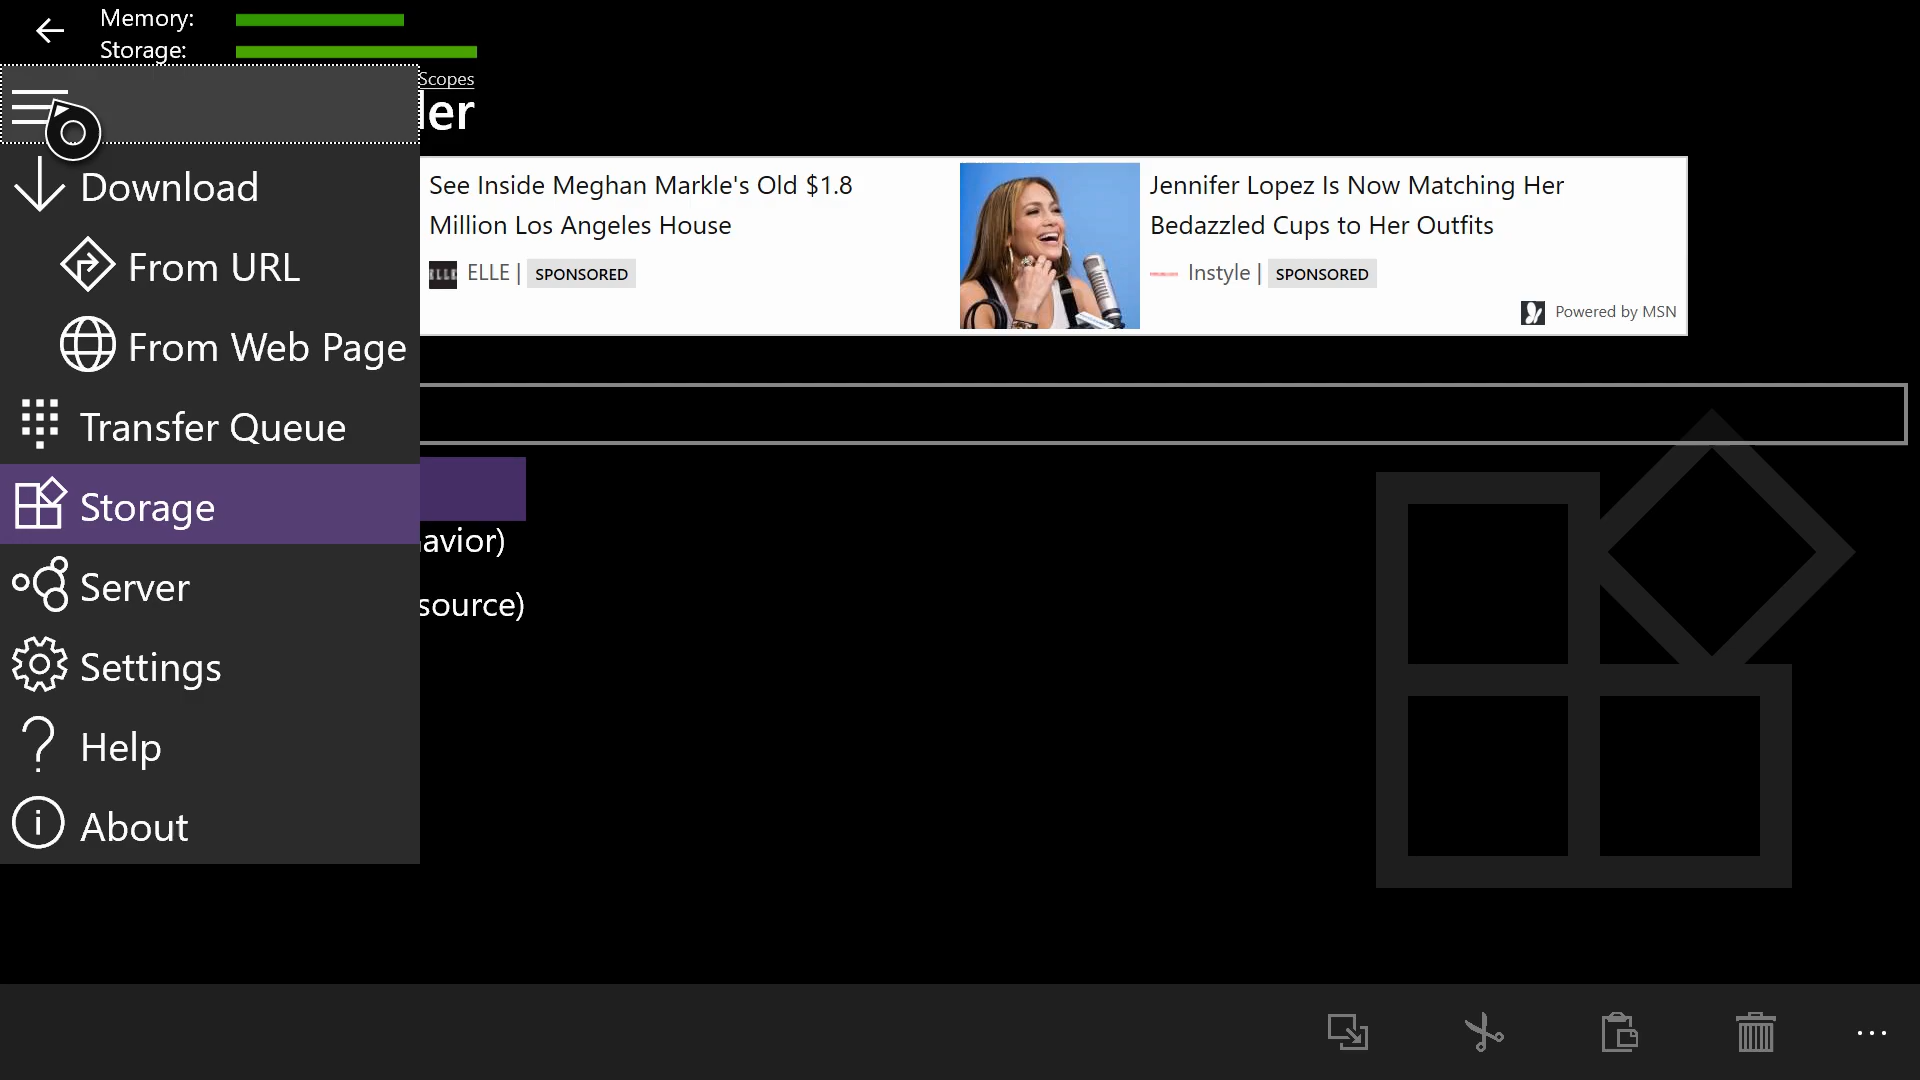 Memory:
Storage:
Scopes
ler
Download
From URL
From Web Page
Transfer Queue
Storage
Server
Settings
Help
About
See Inside Meghan Markle's Old $1.8
Million Los Angeles House
ELLE
ELLE | SPONSORED
Jennifer Lopez Is Now Matching Her
Bedazzled Cups to Her Outfits
Instyle | SPONSORED
Powered by MSN
avior)
source)